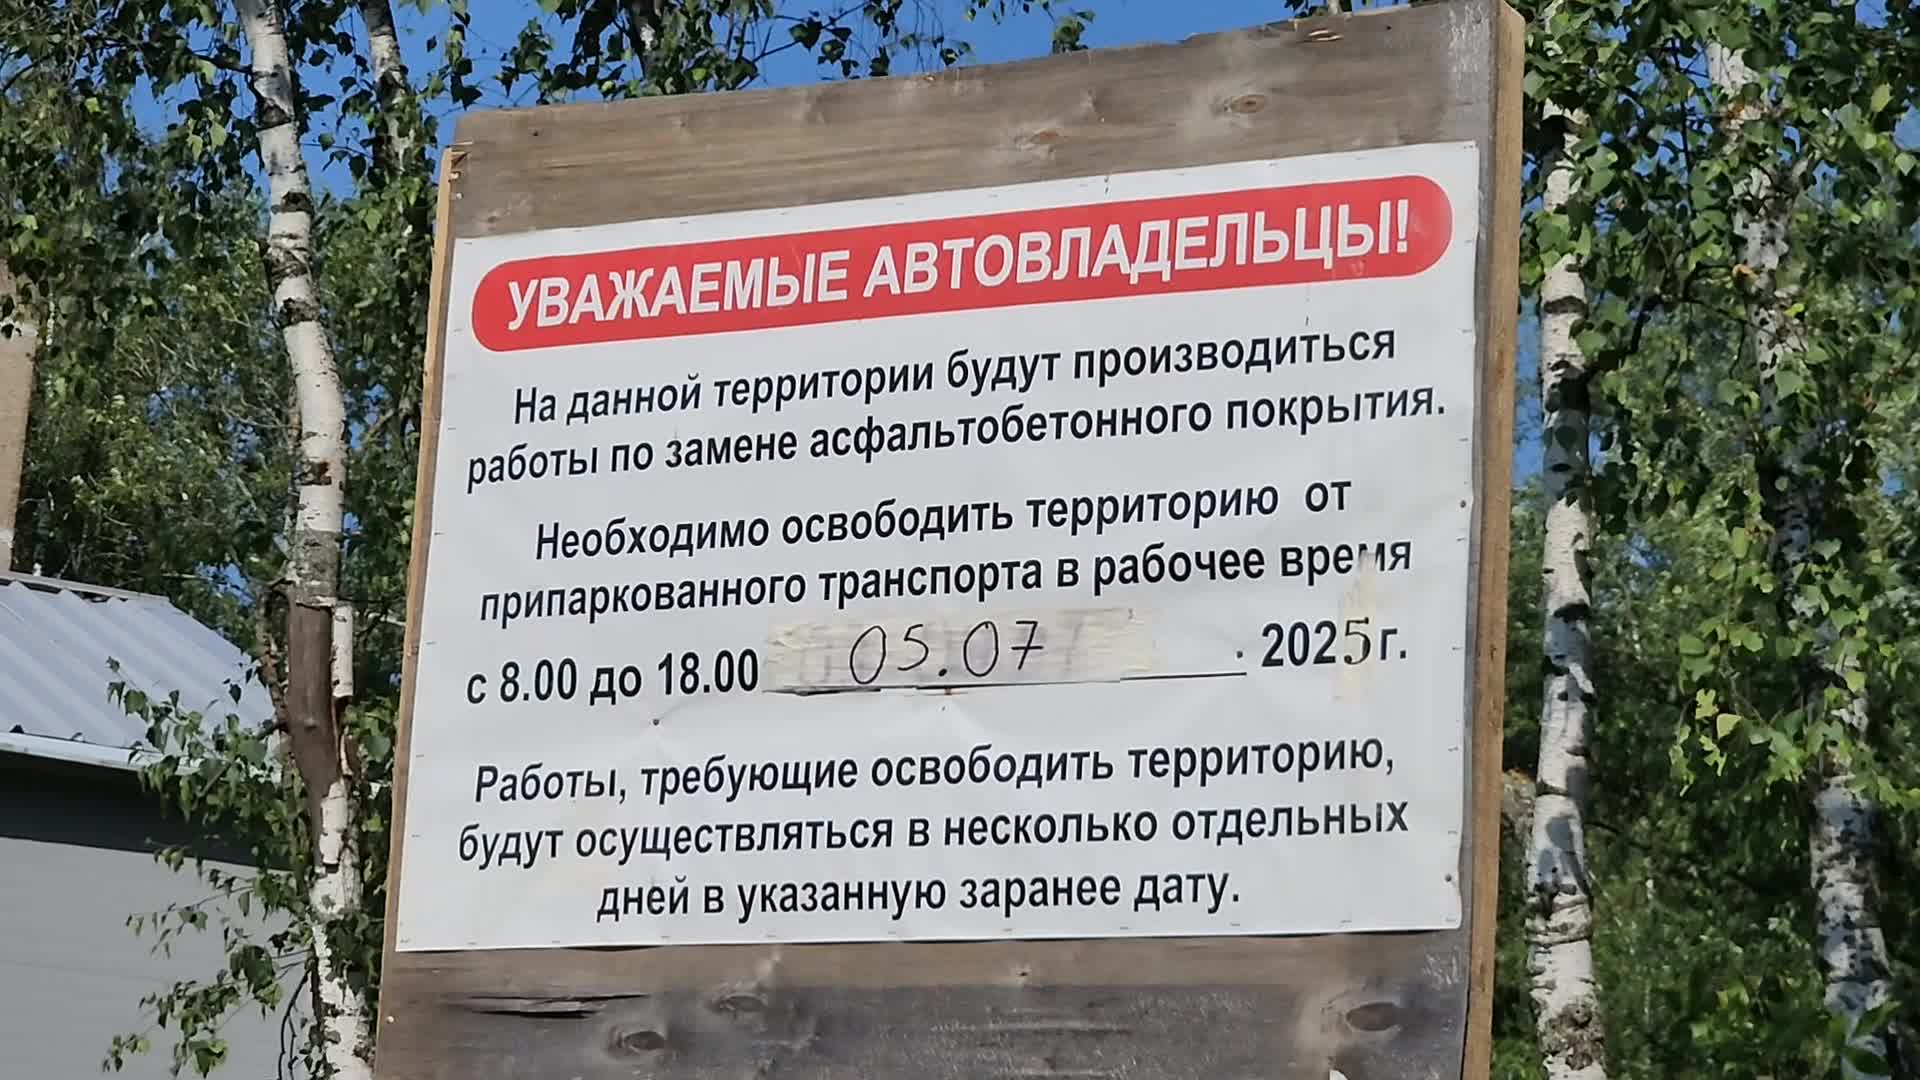 УВАЖАЕМЫЕ АВТОВЛАДЕЛЬЦЫ!
На данной территории будут производиться
работы по замене асфальтобетонного покрытия.
Необходимо освободить территорию от
припаркованного транспорта в рабочее время
с 8.00 до 18.00 05.07 . 2025 г.
Работы, требующие освободить территорию,
будут осуществляться в несколько отдельных
дней в указанную заранее дату.